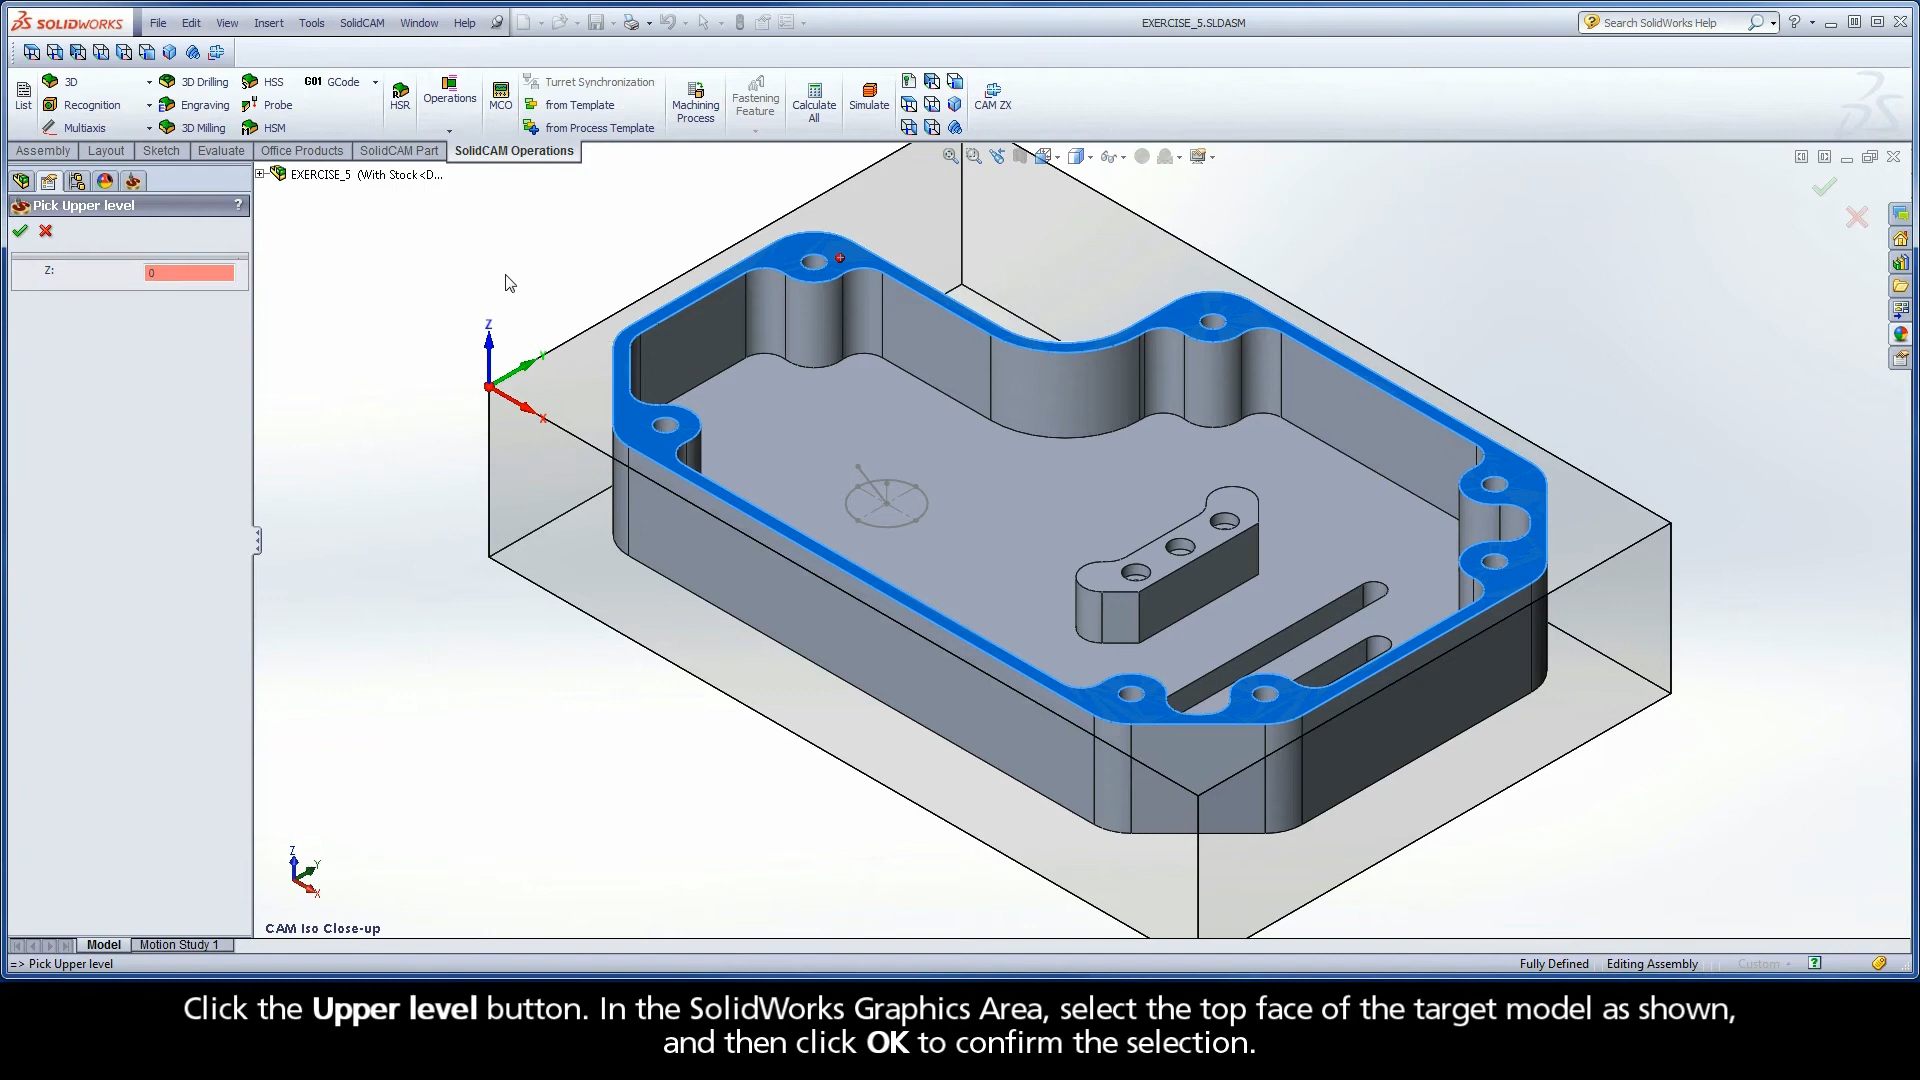 SOLIDWORKS File Edit View Insert Tools SolidCAM Window Help EXERCISE_5.SLDASM Search SolidWorks Help
3D 3D Drilling HSS G01 GCode Turret Synchronization
List Recognition Engraving Probe HSR Operations MCO from Template Machining Process Fastening Feature Calculate All Simulate CAM ZX
Multiaxis 3D Milling HSM from Process Template
Assembly Layout Sketch Evaluate Office Products SolidCAM Part SolidCAM Operations
EXERCISE_5 (With Stock<D...
Pick Upper level ?
Z: 0
Z
Y
X
Z
Y
X
CAM Iso Close-up
Model Motion Study 1
=> Pick Upper level Fully Defined Editing Assembly Custom
Click the Upper level button. In the SolidWorks Graphics Area, select the top face of the target model as shown,
and then click OK to confirm the selection.